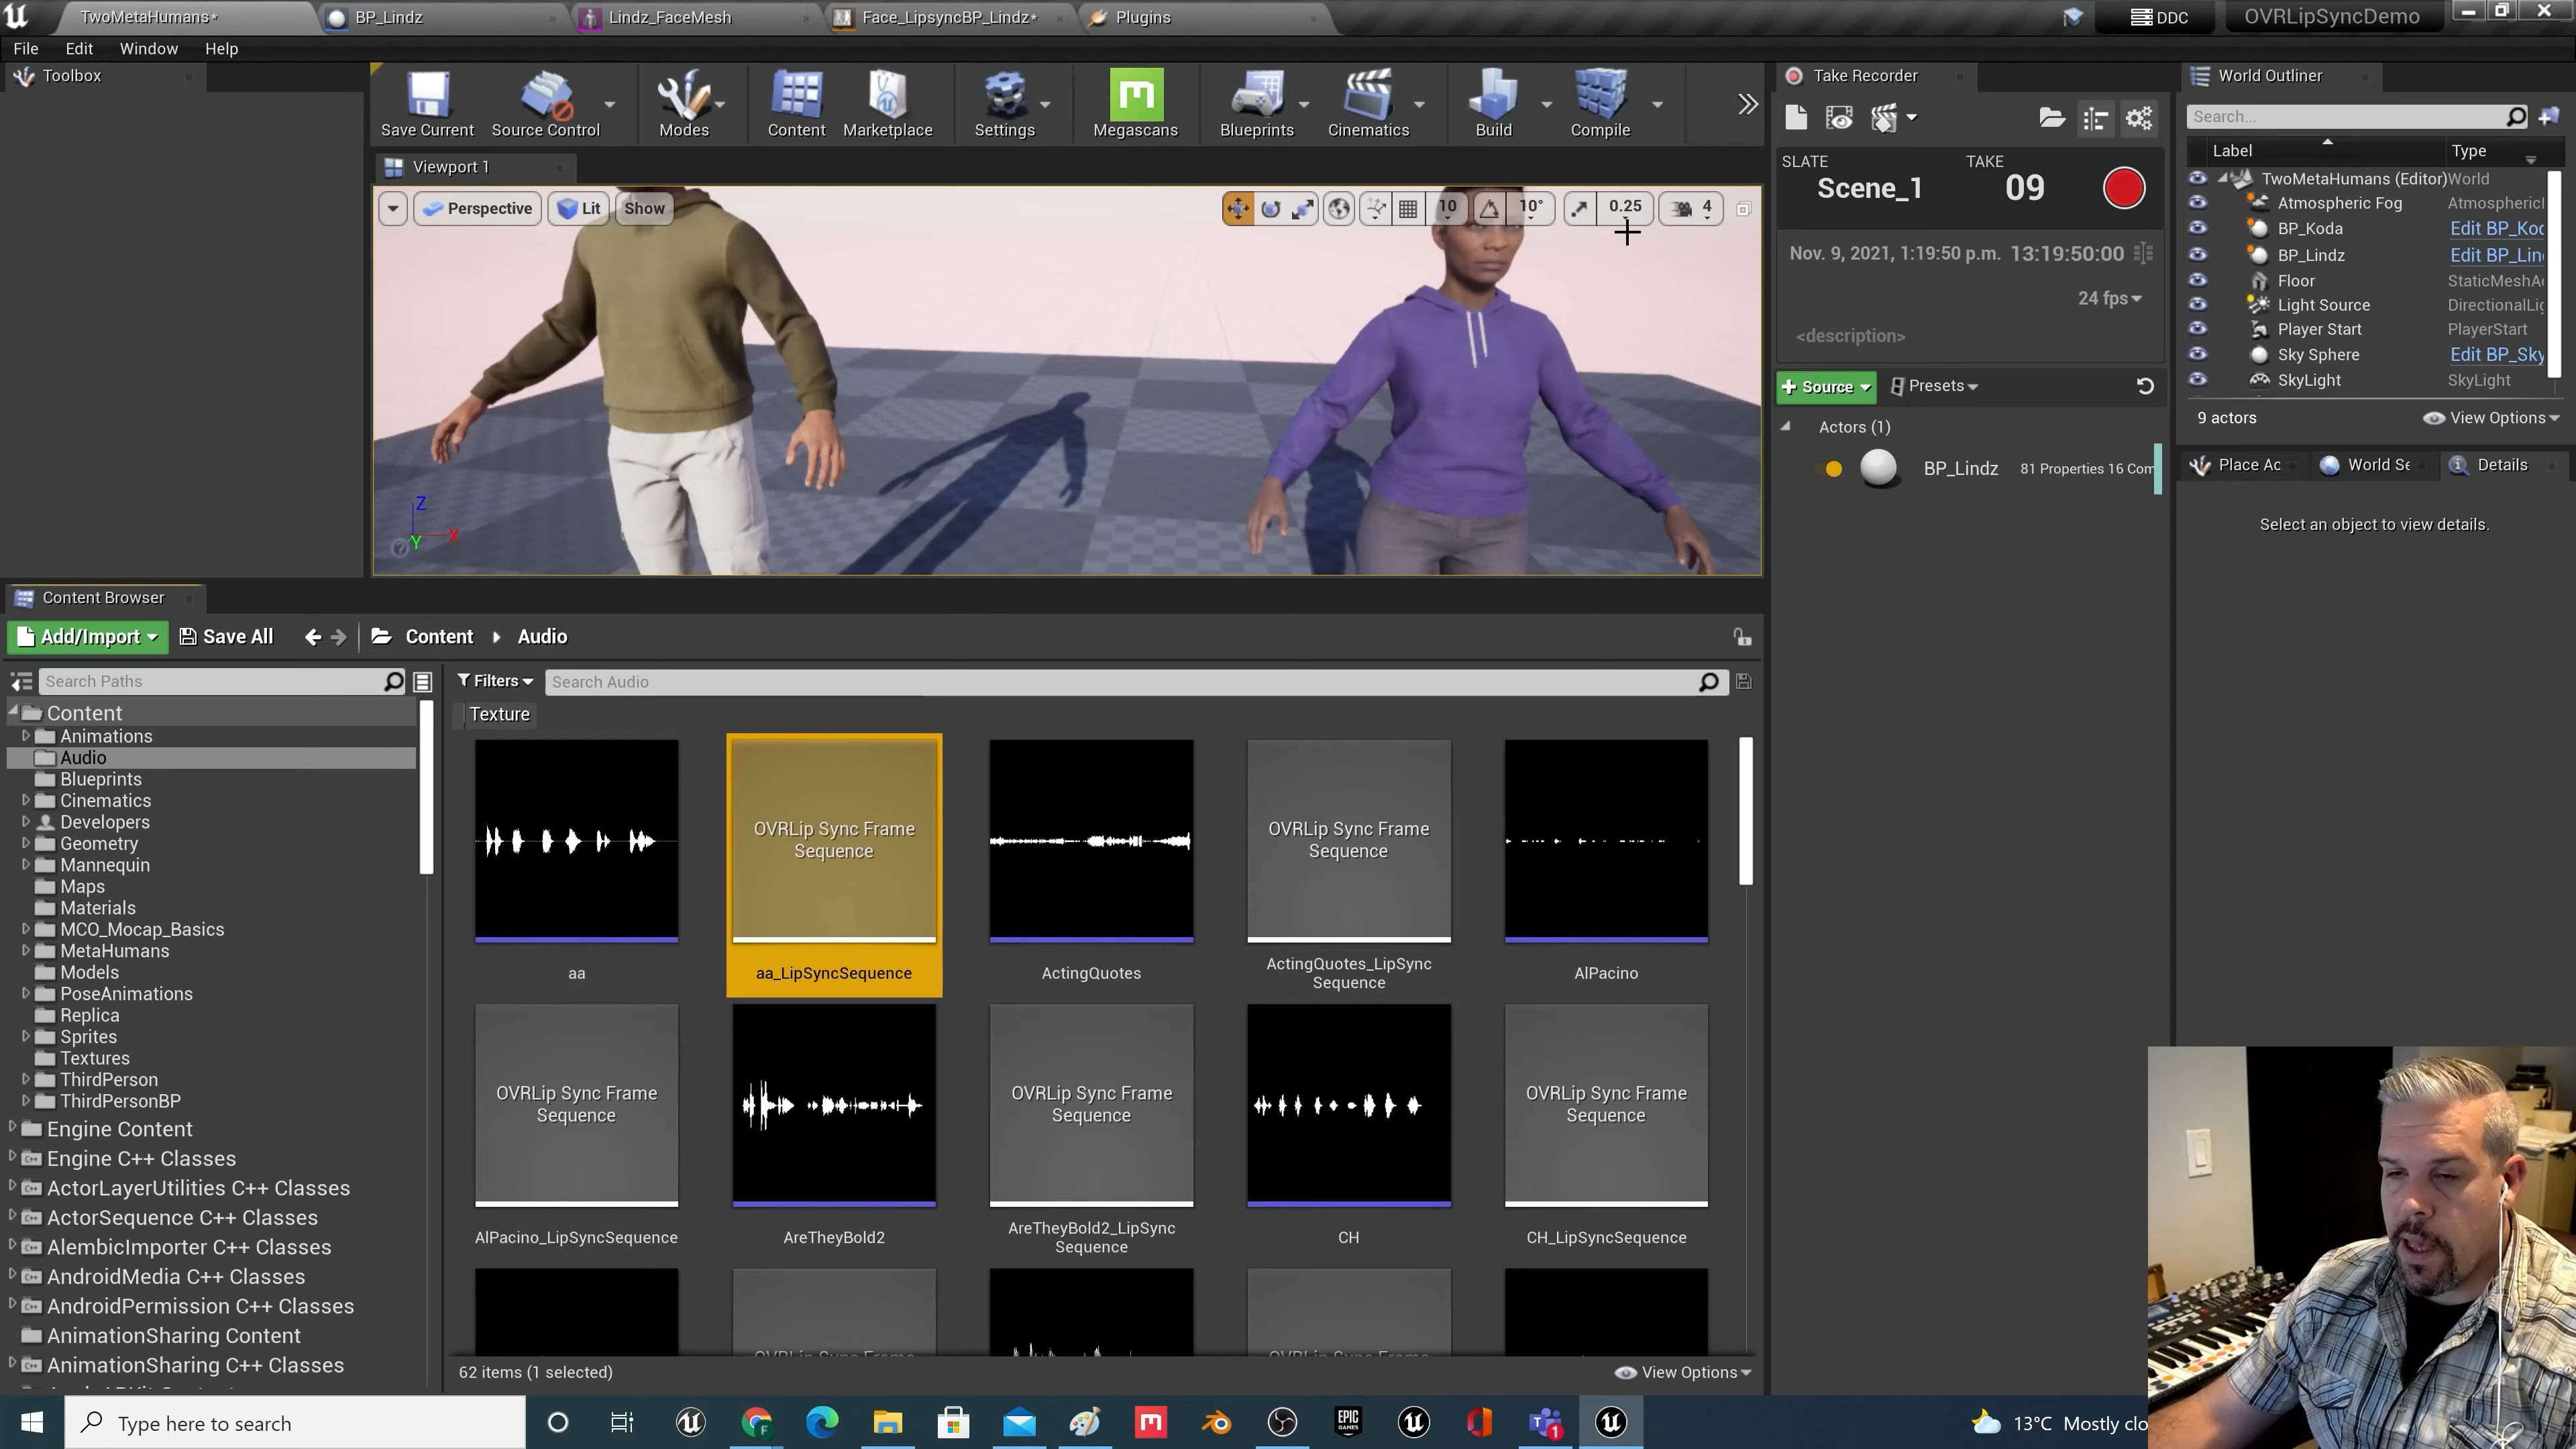 TwoMetaHumans*
BP_Lindz
Lindz_FaceMesh
Face_LipsyncBP_Lindz*
Plugins
DDC
OVRLipSyncDemo
File Edit Window Help
Toolbox
Save Current
Source Control
Modes
Content
Marketplace
Settings
Megascans
Blueprints
Cinematics
Build
Compile
Viewport 1
Perspective
Lit
Show
10
10°
0.25
4
Z
X
Y
Take Recorder
SLATE
TAKE
Scene_1
09
Nov. 9, 2021, 1:19:50 p.m. 13:19:50:00
24 fps
<description>
Source
Presets
Actors (1)
BP_Lindz 81 Properties 16 Com
World Outliner
Search...
Label
Type
TwoMetaHumans (Editor) World
Atmospheric Fog Atmospheric
BP_Koda Edit BP_Kod
BP_Lindz Edit BP_Lin
Floor StaticMeshA
Light Source DirectionalLig
Player Start PlayerStart
Sky Sphere Edit BP_Sky
SkyLight SkyLight
9 actors
View Options
Place Ac
World Se
Details
Select an object to view details.
Content Browser
Add/Import
Save All
Content
Audio
Search Paths
Filters
Search Audio
Texture
Content
Animations
Audio
Blueprints
Cinematics
Developers
Geometry
Mannequin
Maps
Materials
MCO_Mocap_Basics
MetaHumans
Models
PoseAnimations
Replica
Sprites
Textures
ThirdPerson
ThirdPersonBP
Engine Content
Engine C++ Classes
ActorLayerUtilities C++ Classes
ActorSequence C++ Classes
AlembicImporter C++ Classes
AndroidMedia C++ Classes
AndroidPermission C++ Classes
AnimationSharing Content
AnimationSharing C++ Classes
OVRLip Sync Frame
Sequence
OVRLip Sync Frame
Sequence
aa
aa_LipSyncSequence
ActingQuotes
ActingQuotes_LipSync
Sequence
AlPacino
OVRLip Sync Frame
Sequence
OVRLip Sync Frame
Sequence
OVRLip Sync Frame
Sequence
AlPacino_LipSyncSequence
AreTheyBold2
AreTheyBold2_LipSync
Sequence
CH
CH_LipSyncSequence
62 items (1 selected)
View Options
Type here to search
EPIC
GAMES
1
13°C Mostly clo